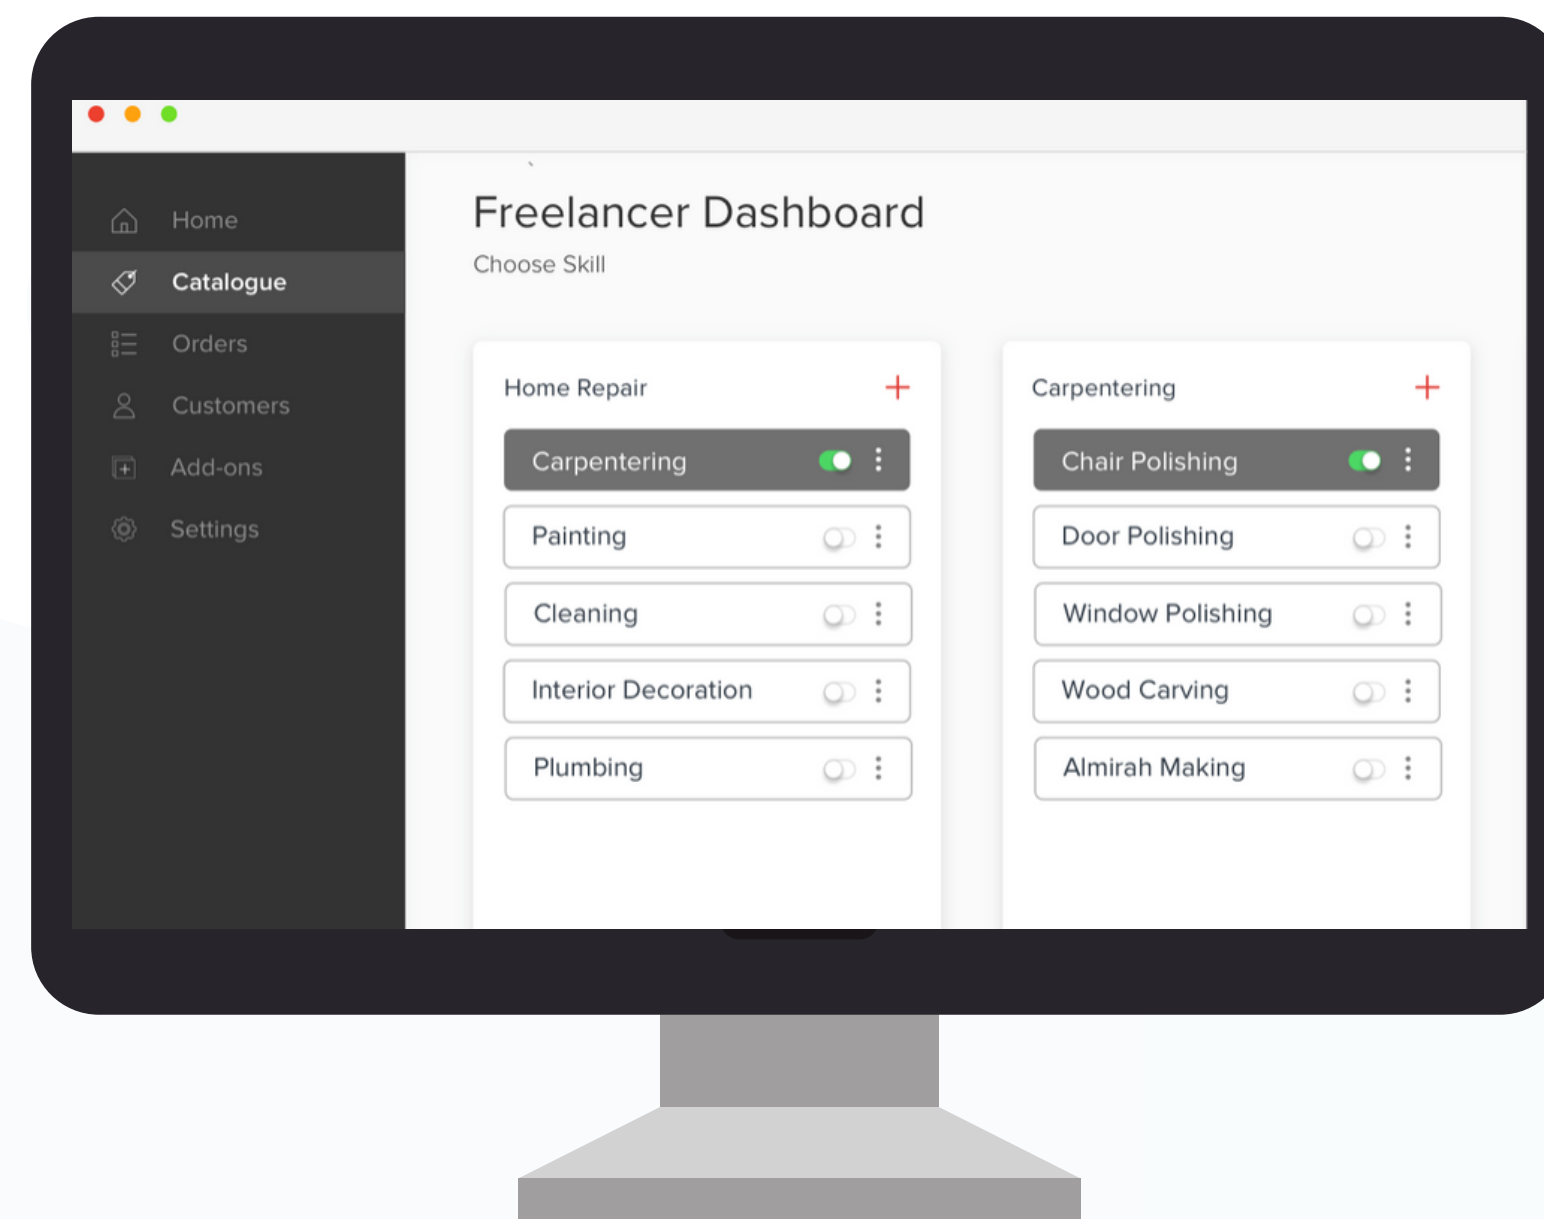 Home
Catalogue
Orders
Customers
Add-ons
Settings
Freelancer Dashboard
Choose Skill
Home Repair
Carpentering
Painting
Cleaning
Interior Decoration
Plumbing
Carpentering
Chair Polishing
Door Polishing
Window Polishing
Wood Carving
Almirah Making